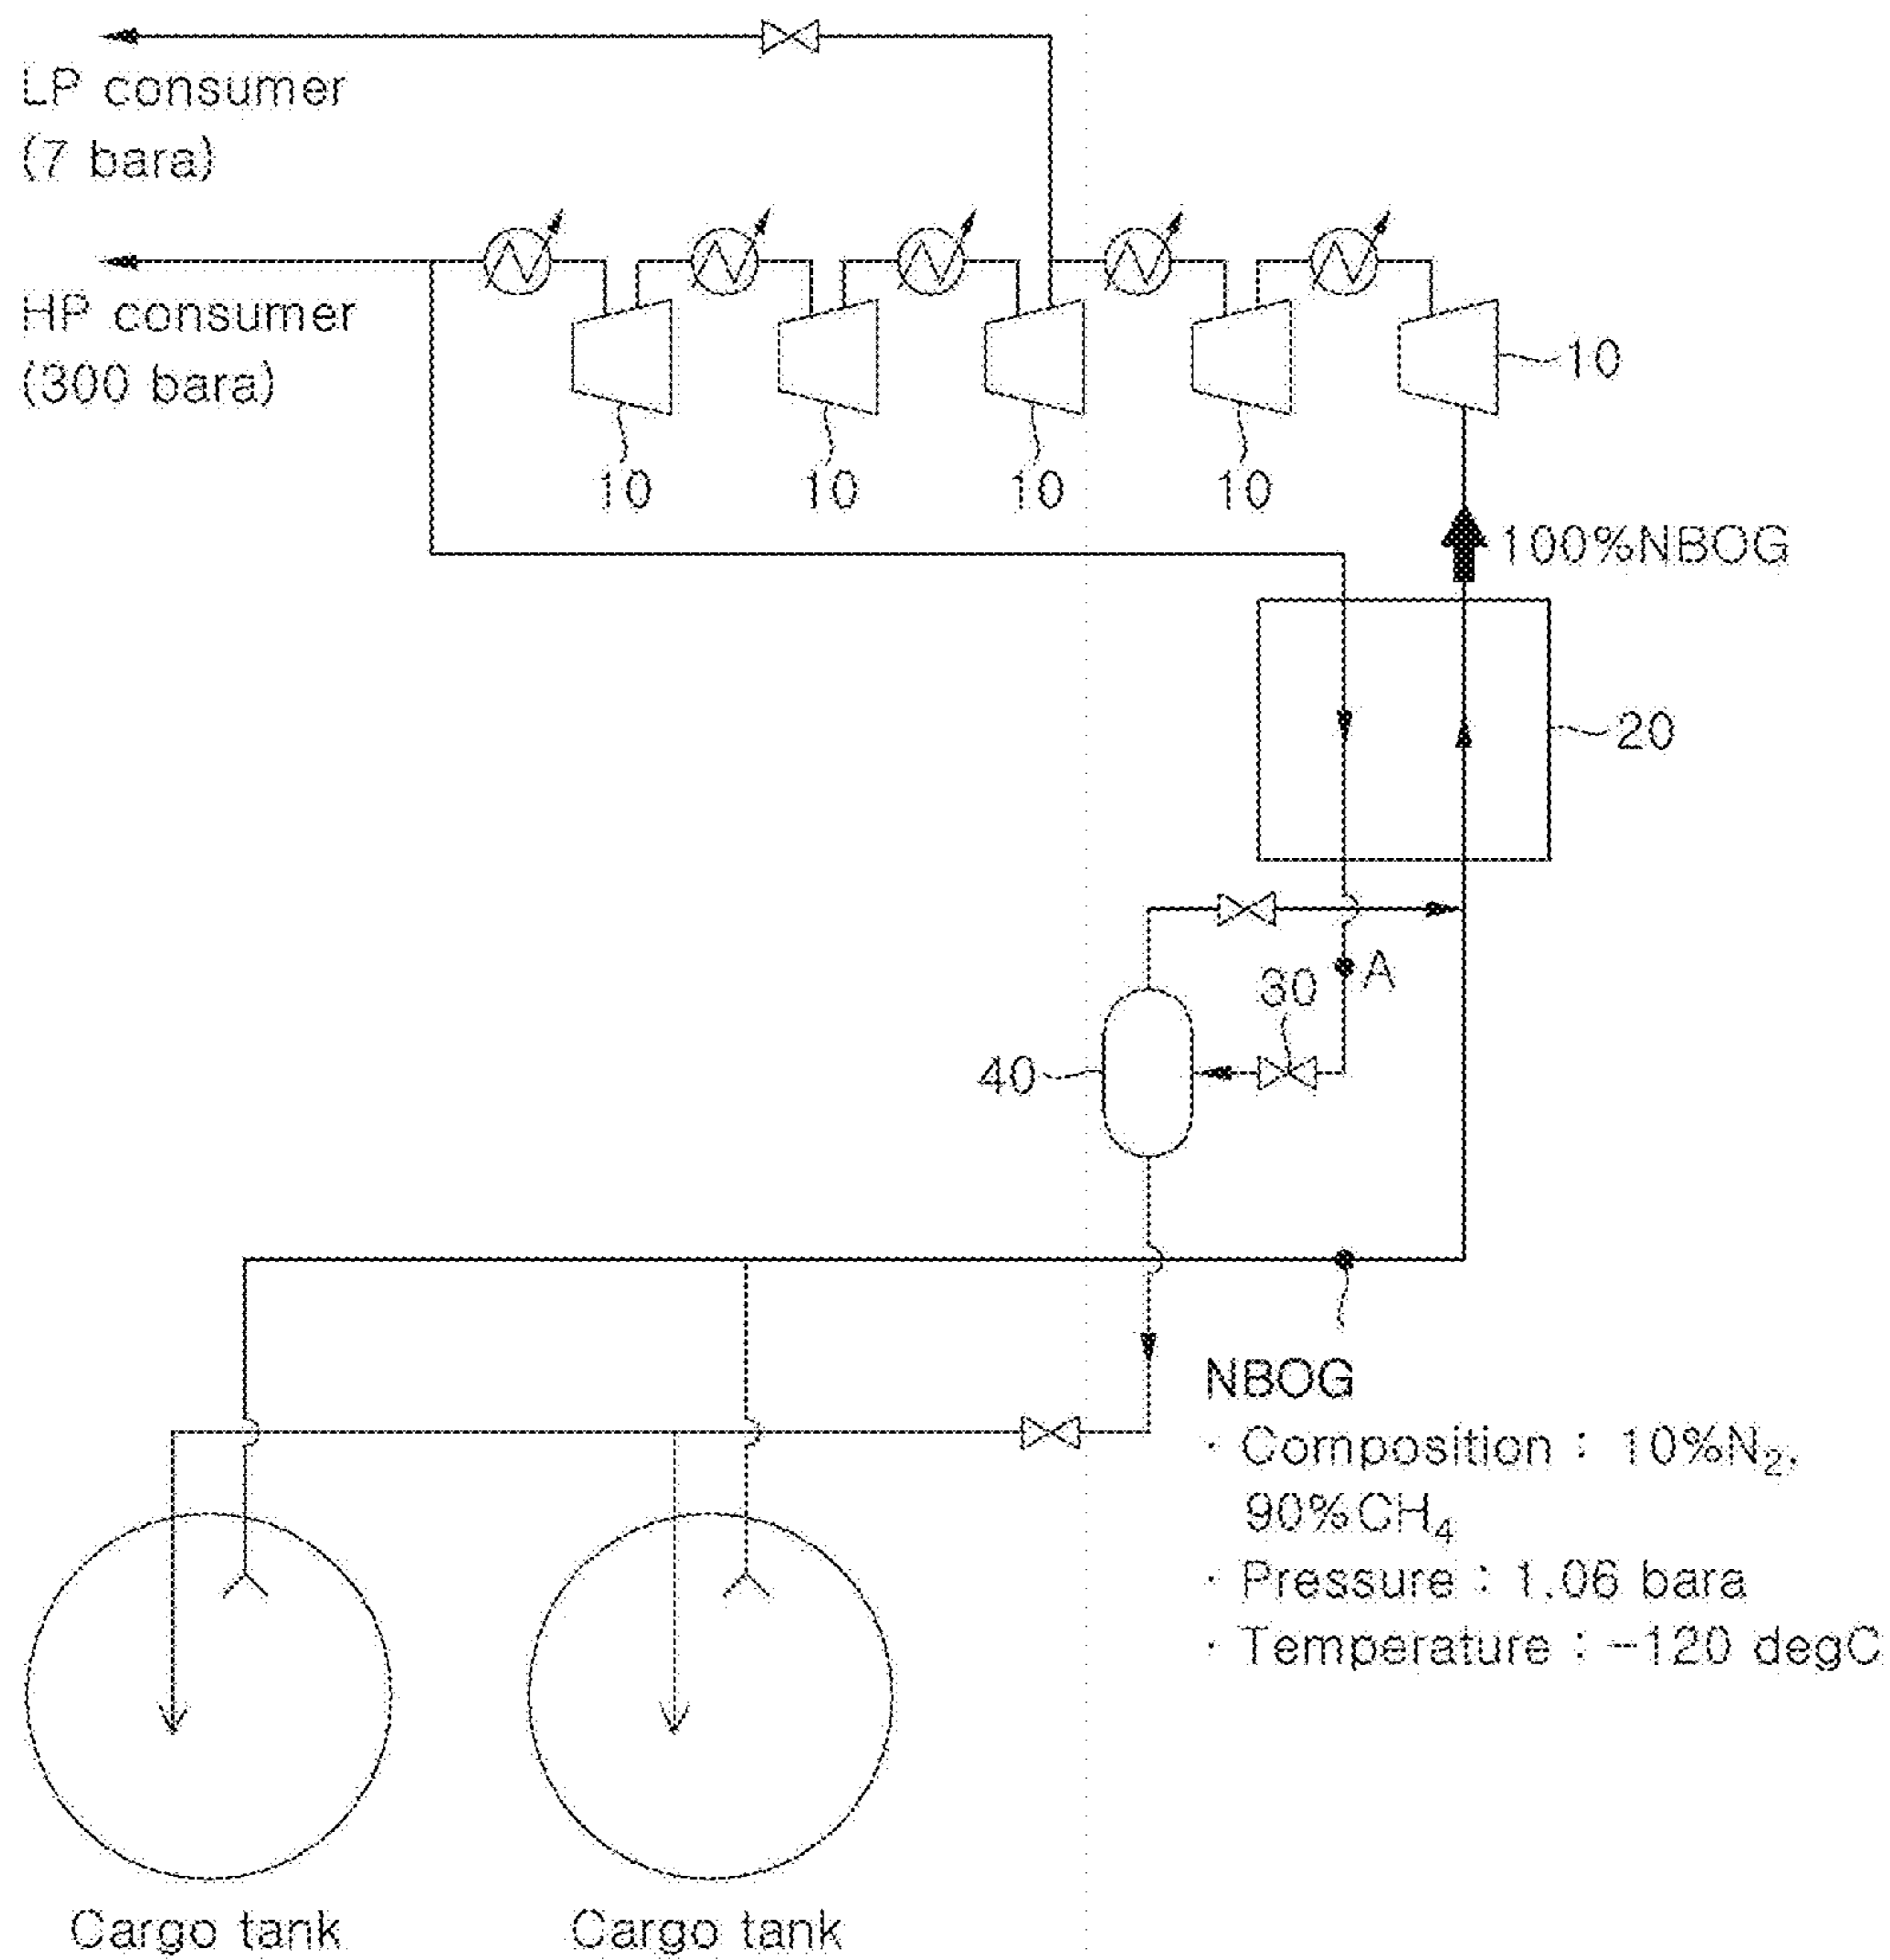 LP consumer
(7 bara)
HP consumer
(300 bara)
10
10
10
10
10
100%NBOG
20
A
30
40
NBOG
· Composition : 10%N₂,
90%CH₄
· Pressure : 1.06 bara
· Temperature : -120 degC
Cargo tank
Cargo tank